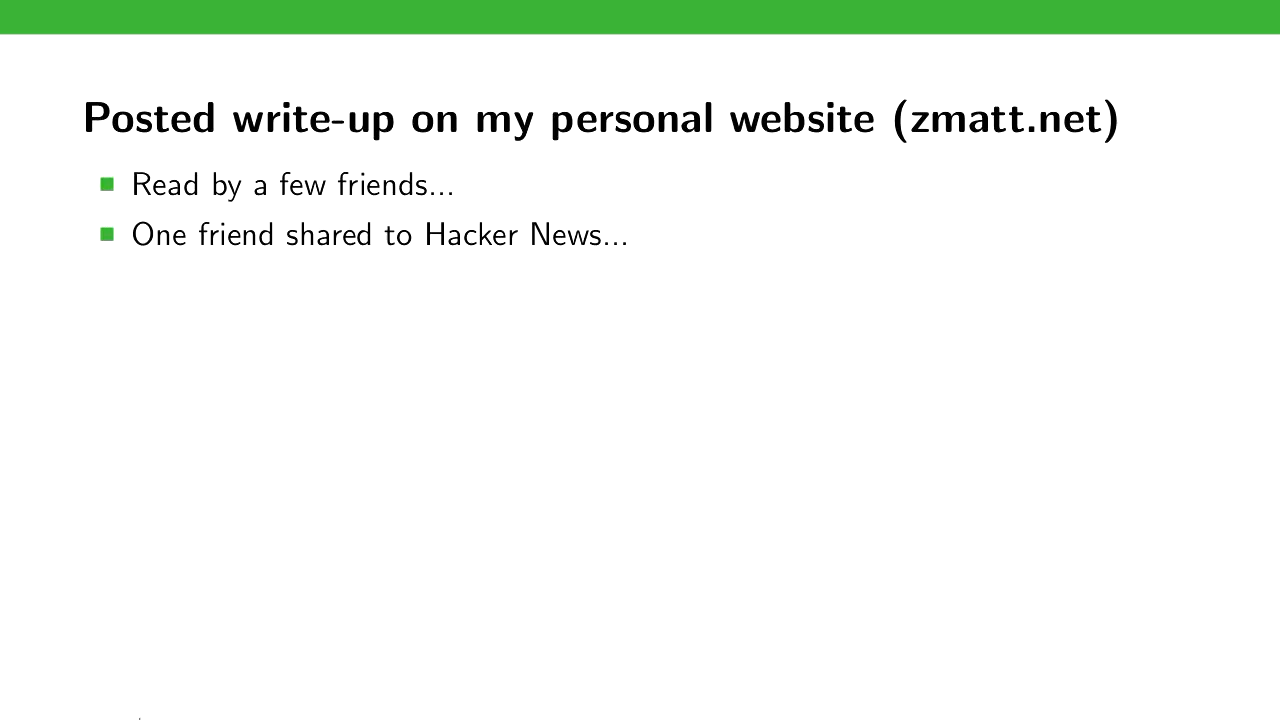 Posted write-up on my personal website (zmatt.net)
Read by a few friends...
One friend shared to Hacker News...